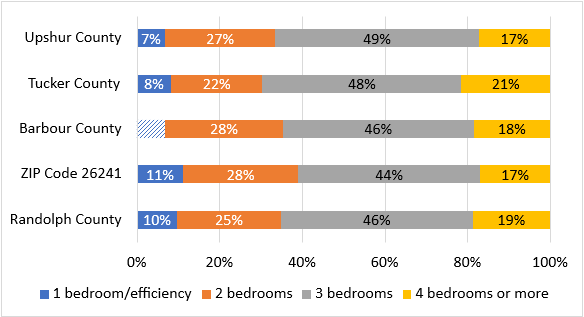 Upshur County 7% 27% 49% 17%
Tucker County 8% 22% 48% 21%
Barbour County 28% 46% 18%
ZIP Code 26241 11% 28% 44% 17%
Randolph County 10% 25% 46% 19%
0% 20% 40% 60% 80% 100%
1 bedroom/efficiency 2 bedrooms 3 bedrooms 4 bedrooms or more